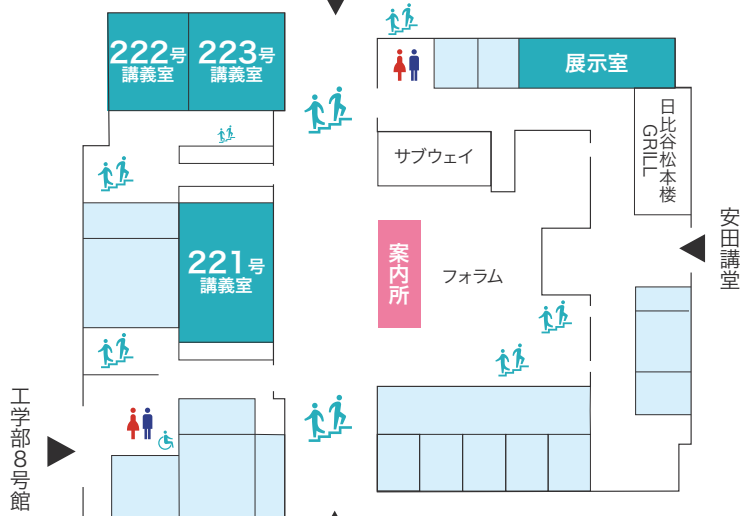 222号
講義室
223号
講義室
展示室
日比谷松本楼
GRILL
サブウェイ
安田講堂
221号
講義室
案内所
フォラム
工学部8号館